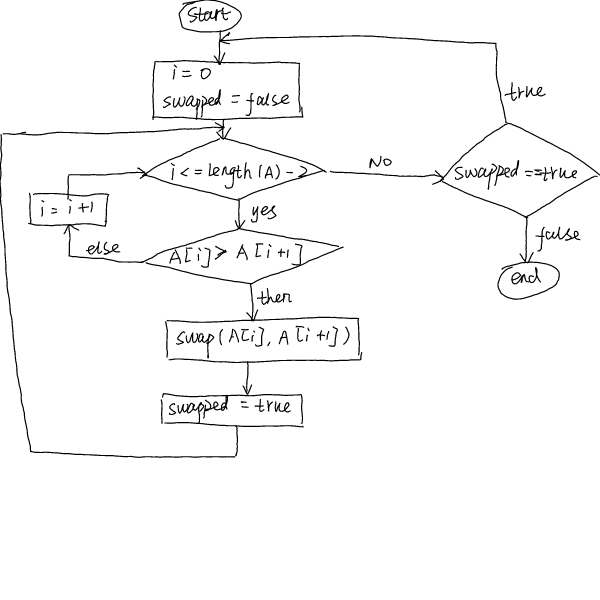 start
i = 0
swapped = false
true
i <= length(A) - 2
NO
swapped == true
i = i+1
yes
else
A[i] > A[i+1]
false
end
then
swap(A[i], A[i+1])
swapped = true